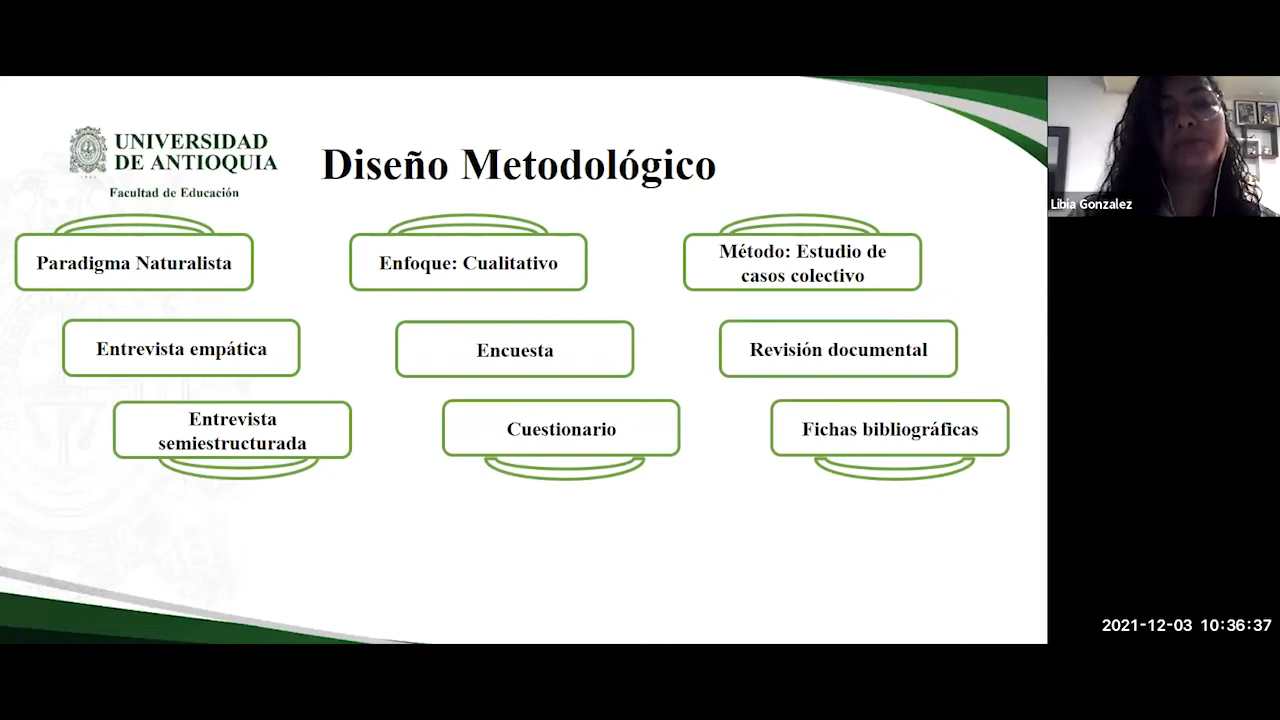 UNIVERSIDAD
DE ANTIOQUIA
Facultad de Educación
Diseño Metodológico
Paradigma Naturalista
Enfoque: Cualitativo
Método: Estudio de
casos colectivo
Entrevista empática
Encuesta
Revisión documental
Entrevista
semiestructurada
Cuestionario
Fichas bibliográficas
Libia Gonzalez
2021-12-03 10:36:37